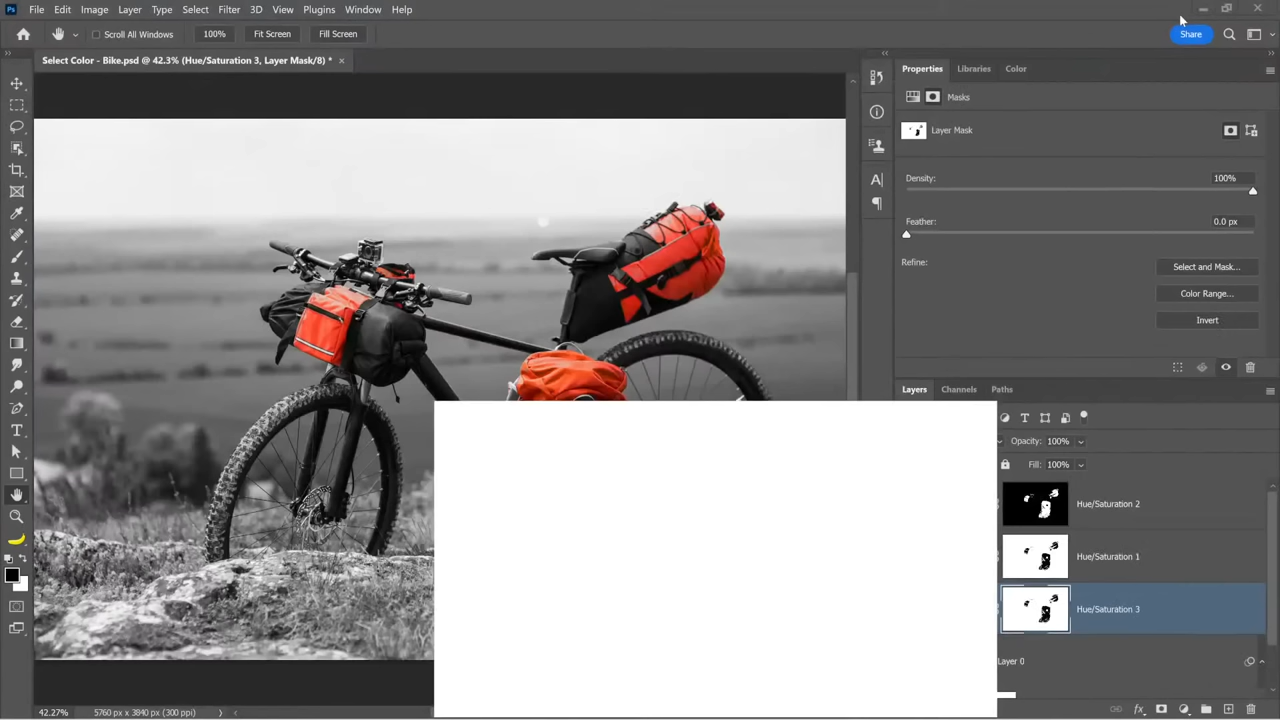 Ps File Edit Image Layer Type Select Filter 3D View Plugins Window Help
Scroll All Windows 100% Fit Screen Fill Screen Share
Select Color - Bike.psd @ 42.3% (Hue/Saturation 3, Layer Mask/8) * ×
Properties Libraries Color
Masks
Layer Mask
Density: 100%
Feather: 0.0 px
Refine: Select and Mask...
Color Range...
Invert
Layers Channels Paths
Opacity: 100%
Fill: 100%
Hue/Saturation 2
Hue/Saturation 1
Hue/Saturation 3
Layer 0
42.27% 5760 px x 3840 px (300 ppi)